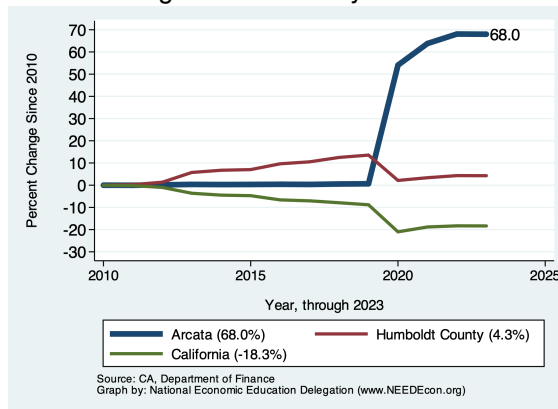 68.0
70
60
50
40
30
20
10
0
-10
-20
-30
Percent Change Since 2010
2010
2015
2020
2025
Year, through 2023
Arcata (68.0%)
Humboldt County (4.3%)
California (-18.3%)
Source: CA, Department of Finance
Graph by: National Economic Education Delegation (www.NEEDEcon.org)